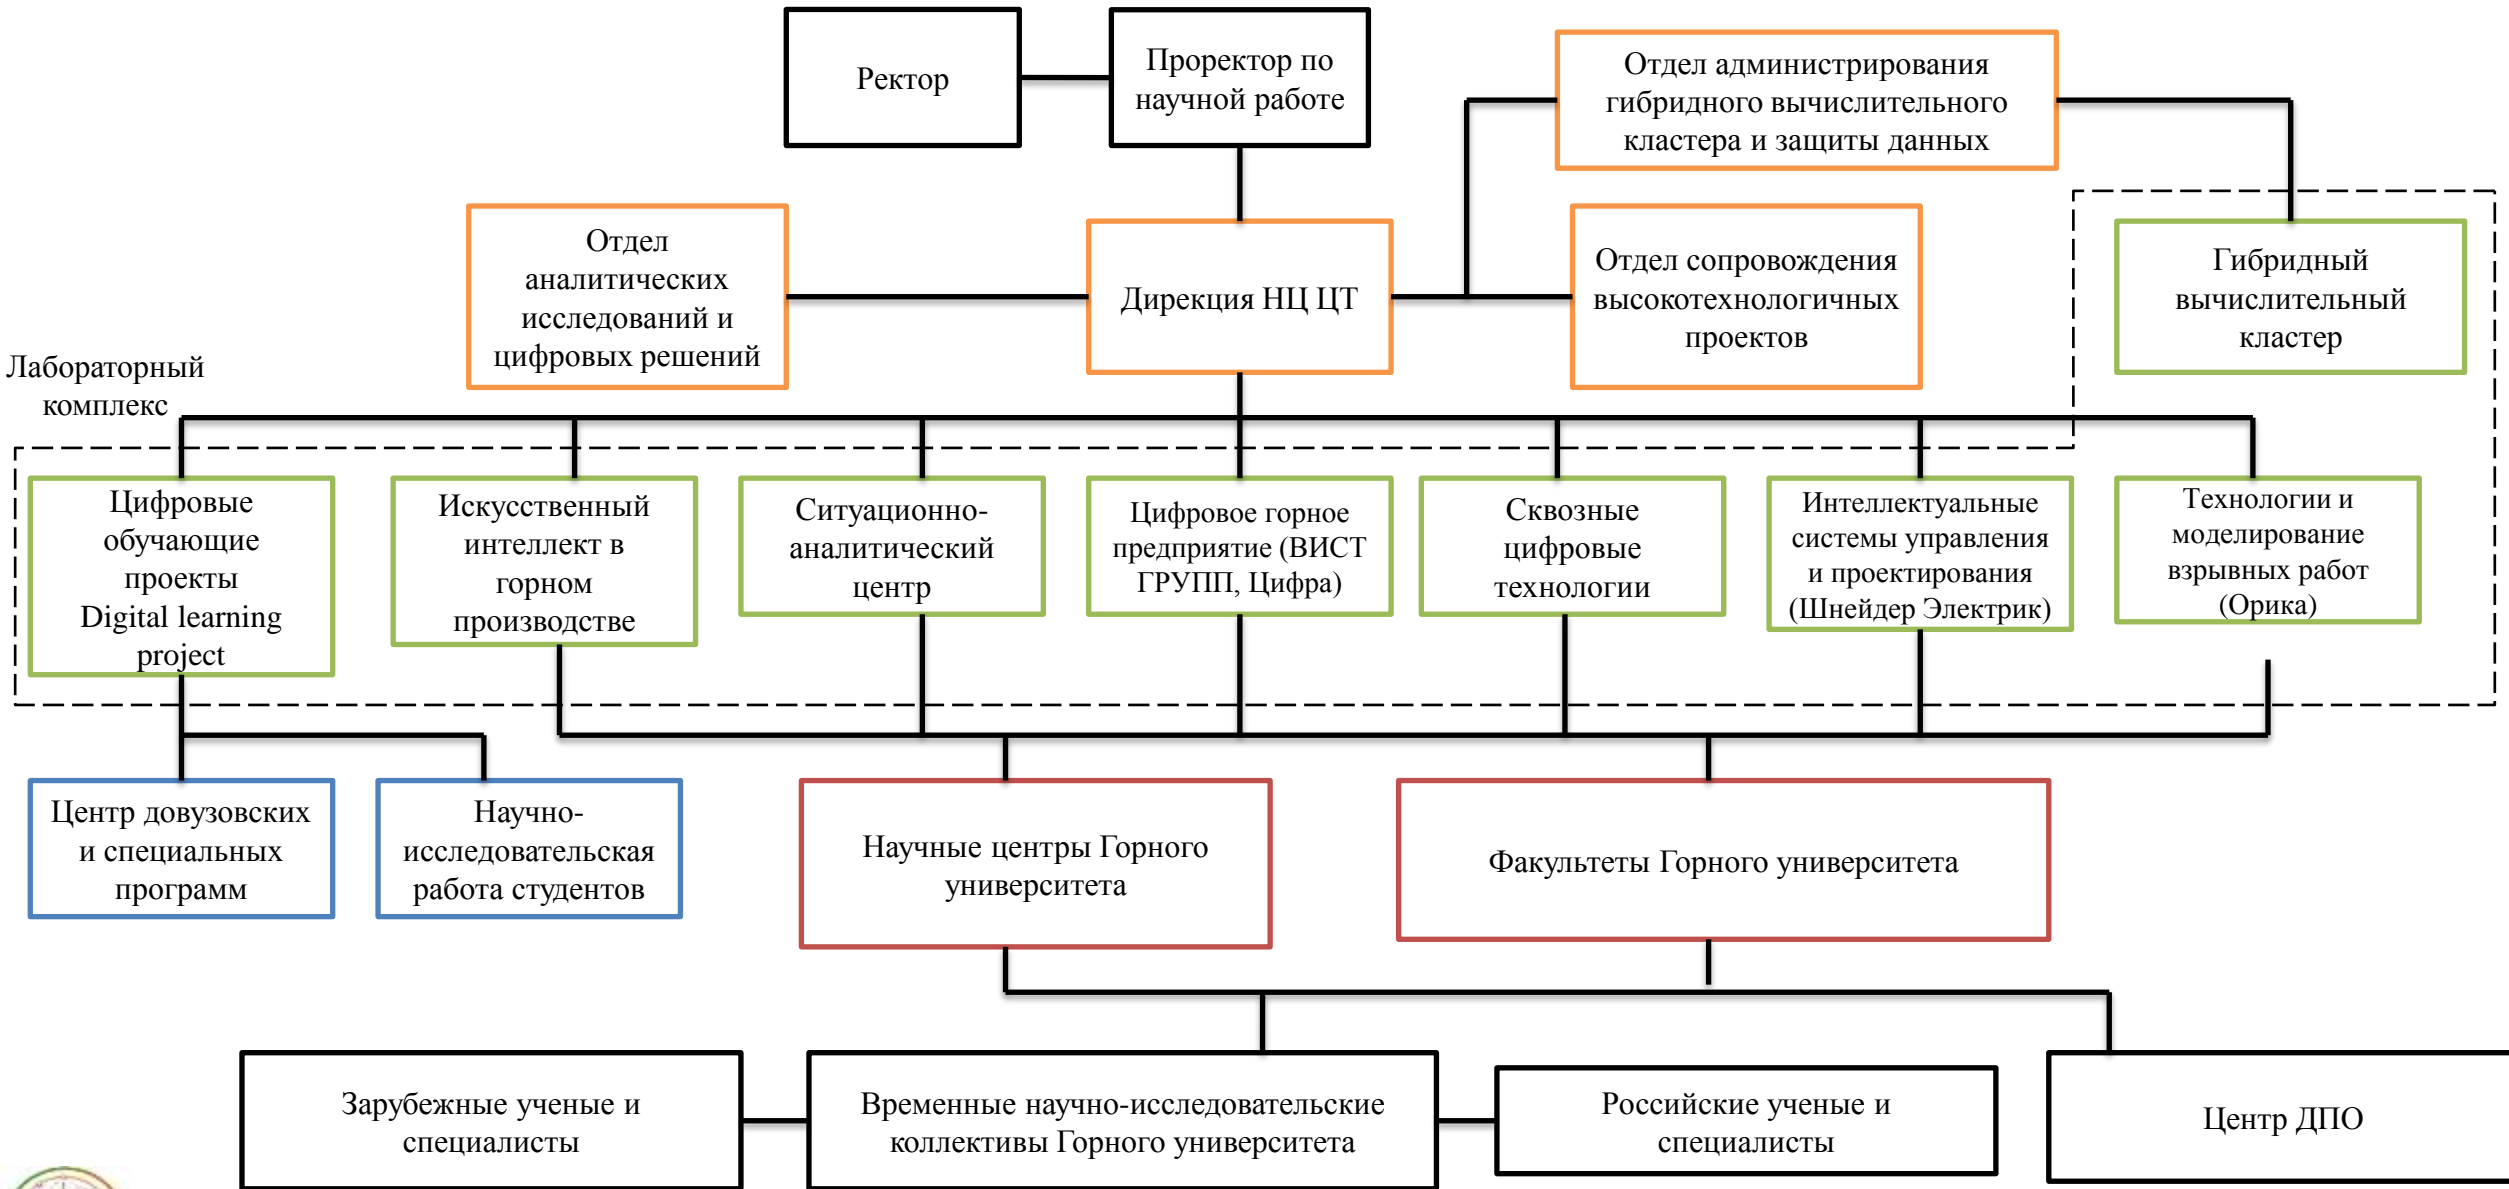 Ректор
Проректор по
научной работе
Отдел администрирования
гибридного вычислительного
кластера и защиты данных
Отдел
аналитических
исследований и
цифровых решений
Дирекция НЦ ЦТ
Отдел сопровождения
высокотехнологичных
проектов
Гибридный
вычислительный
кластер
Лабораторный
комплекс
Цифровые
обучающие
проекты
Digital learning
project
Искусственный
интеллект в
горном
производстве
Ситуационно-
аналитический
центр
Цифровое горное
предприятие (ВИСТ
ГРУПП, Цифра)
Сквозные
цифровые
технологии
Интеллектуальные
системы управления
и проектирования
(Шнейдер Электрик)
Технологии и
моделирование
взрывных работ
(Орика)
Центр довузовских
и специальных
программ
Научно-
исследовательская
работа студентов
Научные центры Горного
университета
Факультеты Горного университета
Зарубежные ученые и
специалисты
Временные научно-исследовательские
коллективы Горного университета
Российские ученые и
специалисты
Центр ДПО